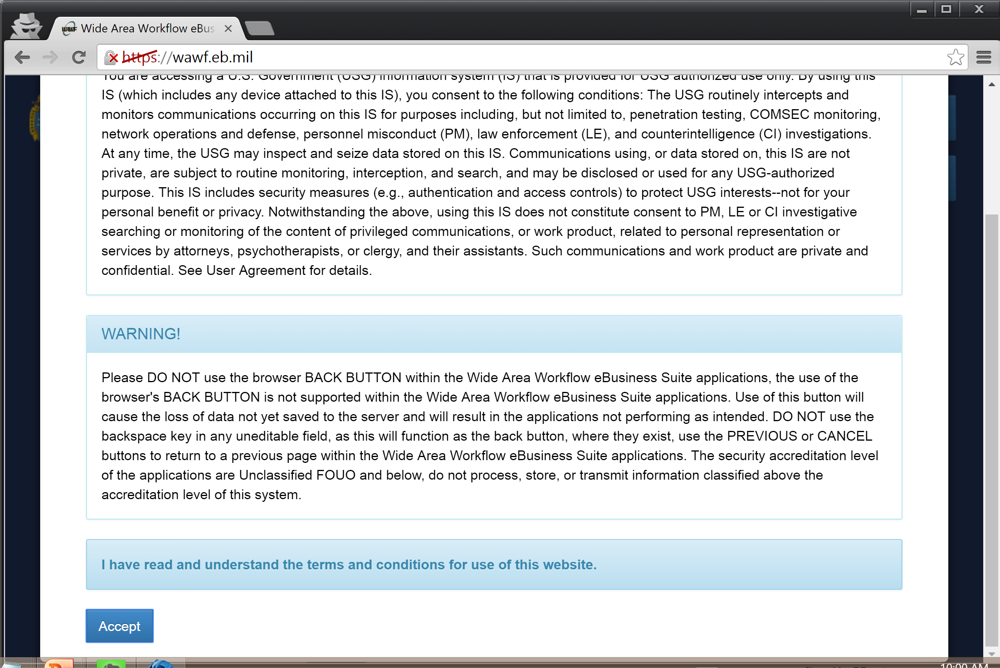 WAWF Wide Area Workflow eBus
https://wawf.eb.mil
You are accessing a U.S. Government (USG) information system (IS) that is provided for USG authorized use only. By using this
IS (which includes any device attached to this IS), you consent to the following conditions: The USG routinely intercepts and
monitors communications occurring on this IS for purposes including, but not limited to, penetration testing, COMSEC monitoring,
network operations and defense, personnel misconduct (PM), law enforcement (LE), and counterintelligence (CI) investigations.
At any time, the USG may inspect and seize data stored on this IS. Communications using, or data stored on, this IS are not
private, are subject to routine monitoring, interception, and search, and may be disclosed or used for any USG-authorized
purpose. This IS includes security measures (e.g., authentication and access controls) to protect USG interests--not for your
personal benefit or privacy. Notwithstanding the above, using this IS does not constitute consent to PM, LE or CI investigative
searching or monitoring of the content of privileged communications, or work product, related to personal representation or
services by attorneys, psychotherapists, or clergy, and their assistants. Such communications and work product are private and
confidential. See User Agreement for details.
WARNING!
Please DO NOT use the browser BACK BUTTON within the Wide Area Workflow eBusiness Suite applications, the use of the
browser's BACK BUTTON is not supported within the Wide Area Workflow eBusiness Suite applications. Use of this button will
cause the loss of data not yet saved to the server and will result in the applications not performing as intended. DO NOT use the
backspace key in any uneditable field, as this will function as the back button, where they exist, use the PREVIOUS or CANCEL
buttons to return to a previous page within the Wide Area Workflow eBusiness Suite applications. The security accreditation level
of the applications are Unclassified FOUO and below, do not process, store, or transmit information classified above the
accreditation level of this system.
I have read and understand the terms and conditions for use of this website.
Accept
10:00 AM